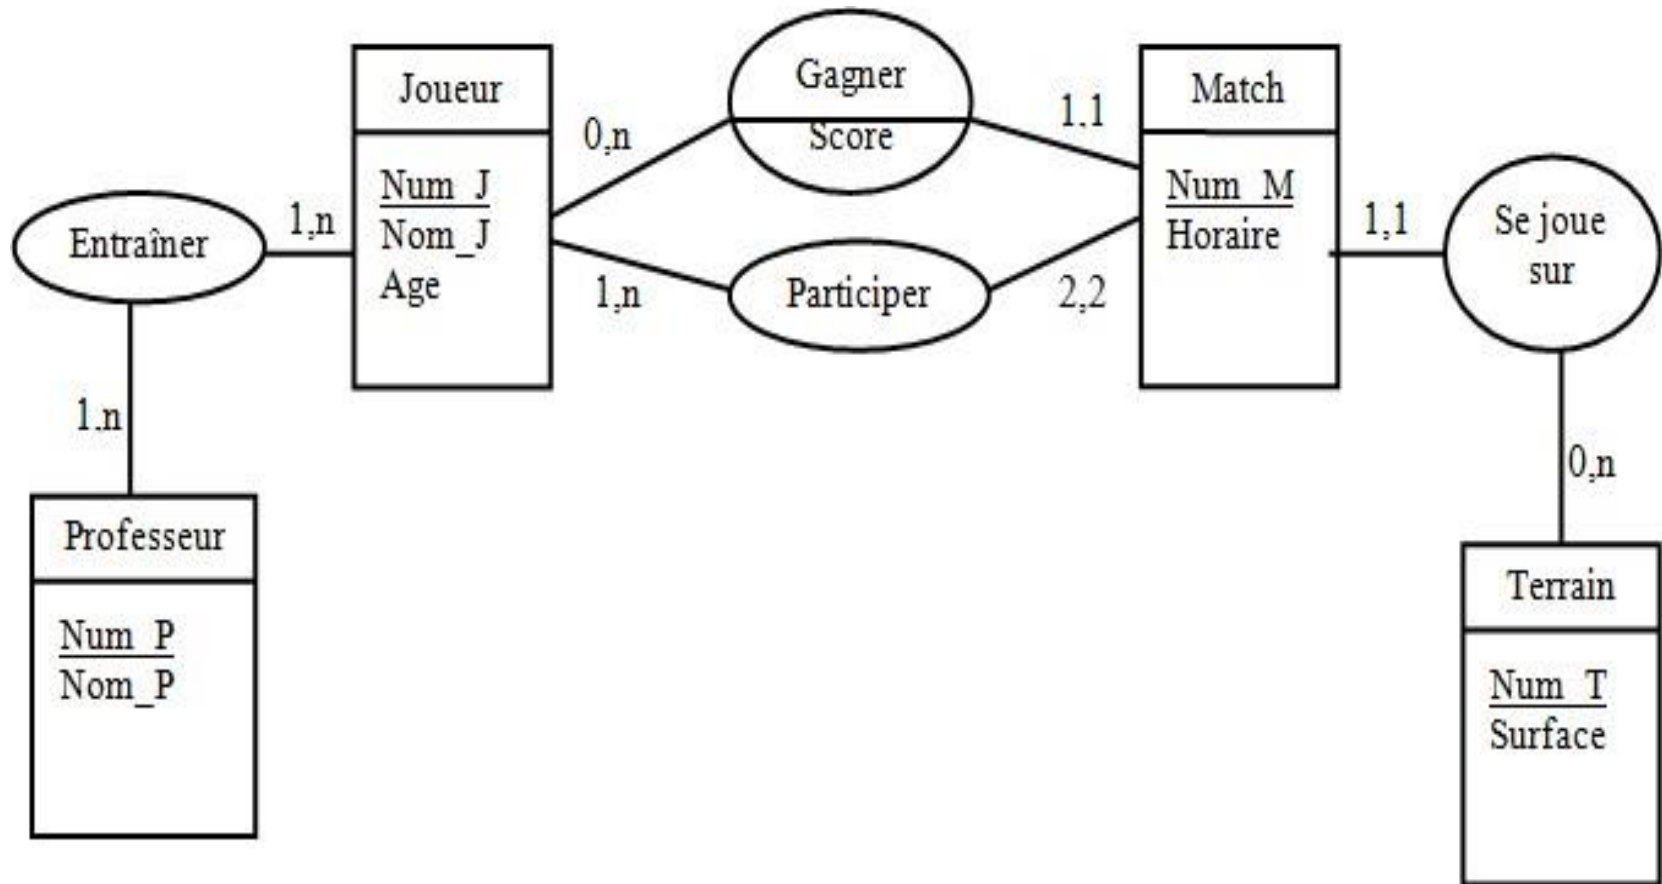 Joueur
Num_J
Nom_J
Age
Gagner
Score
Match
Num_M
Horaire
0,n
1,1
Entraîner
1,n
1,n
Participer
2,2
1,1
Se joue
sur
1,n
0,n
Professeur
Num_P
Nom_P
Terrain
Num_T
Surface